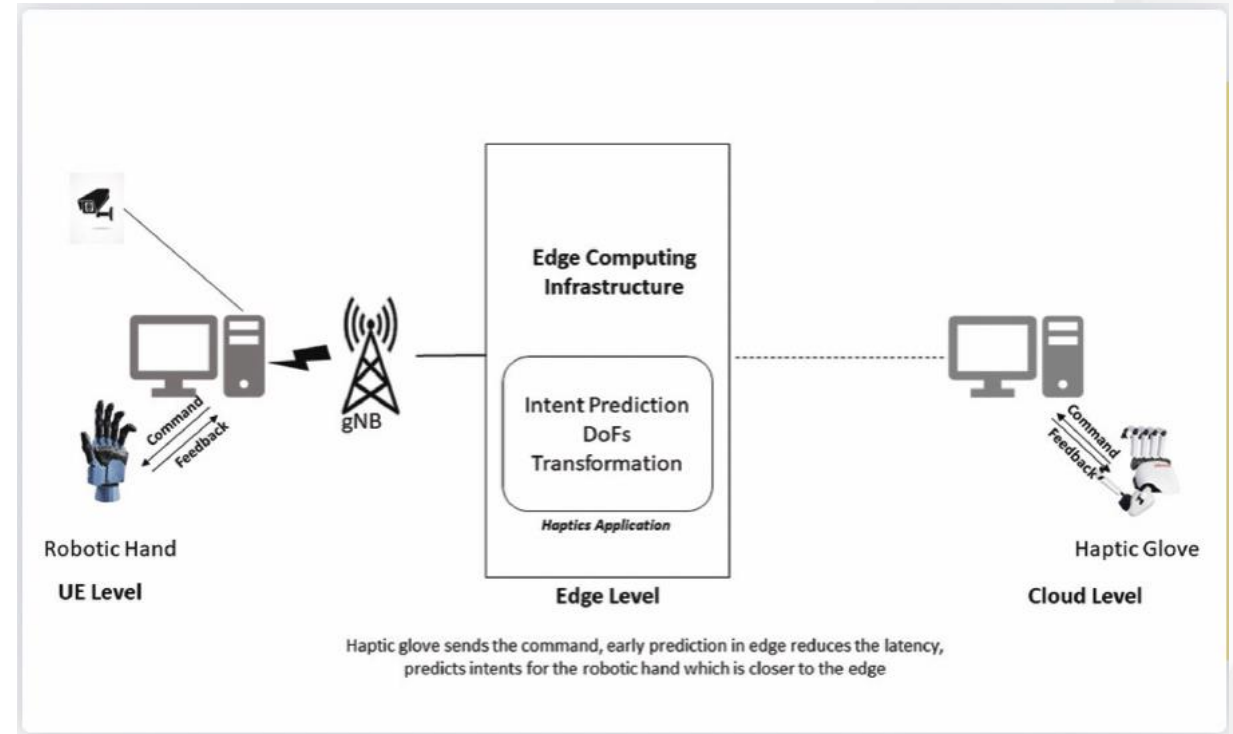 Edge Computing
Infrastructure
gNB
Intent Prediction
DoFs
Transformation
Haptics Application
Command
Feedback
Robotic Hand
UE Level
Edge Level
Command
Feedback
Haptic Glove
Cloud Level
Haptic glove sends the command, early prediction in edge reduces the latency,
predicts intents for the robotic hand which is closer to the edge